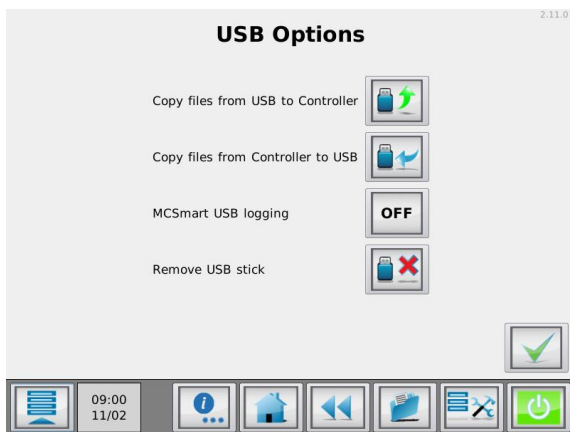 2.11.0
USB Options
Copy files from USB to Controller
Copy files from Controller to USB
MCSmart USB logging OFF
Remove USB stick
09:00
11/02